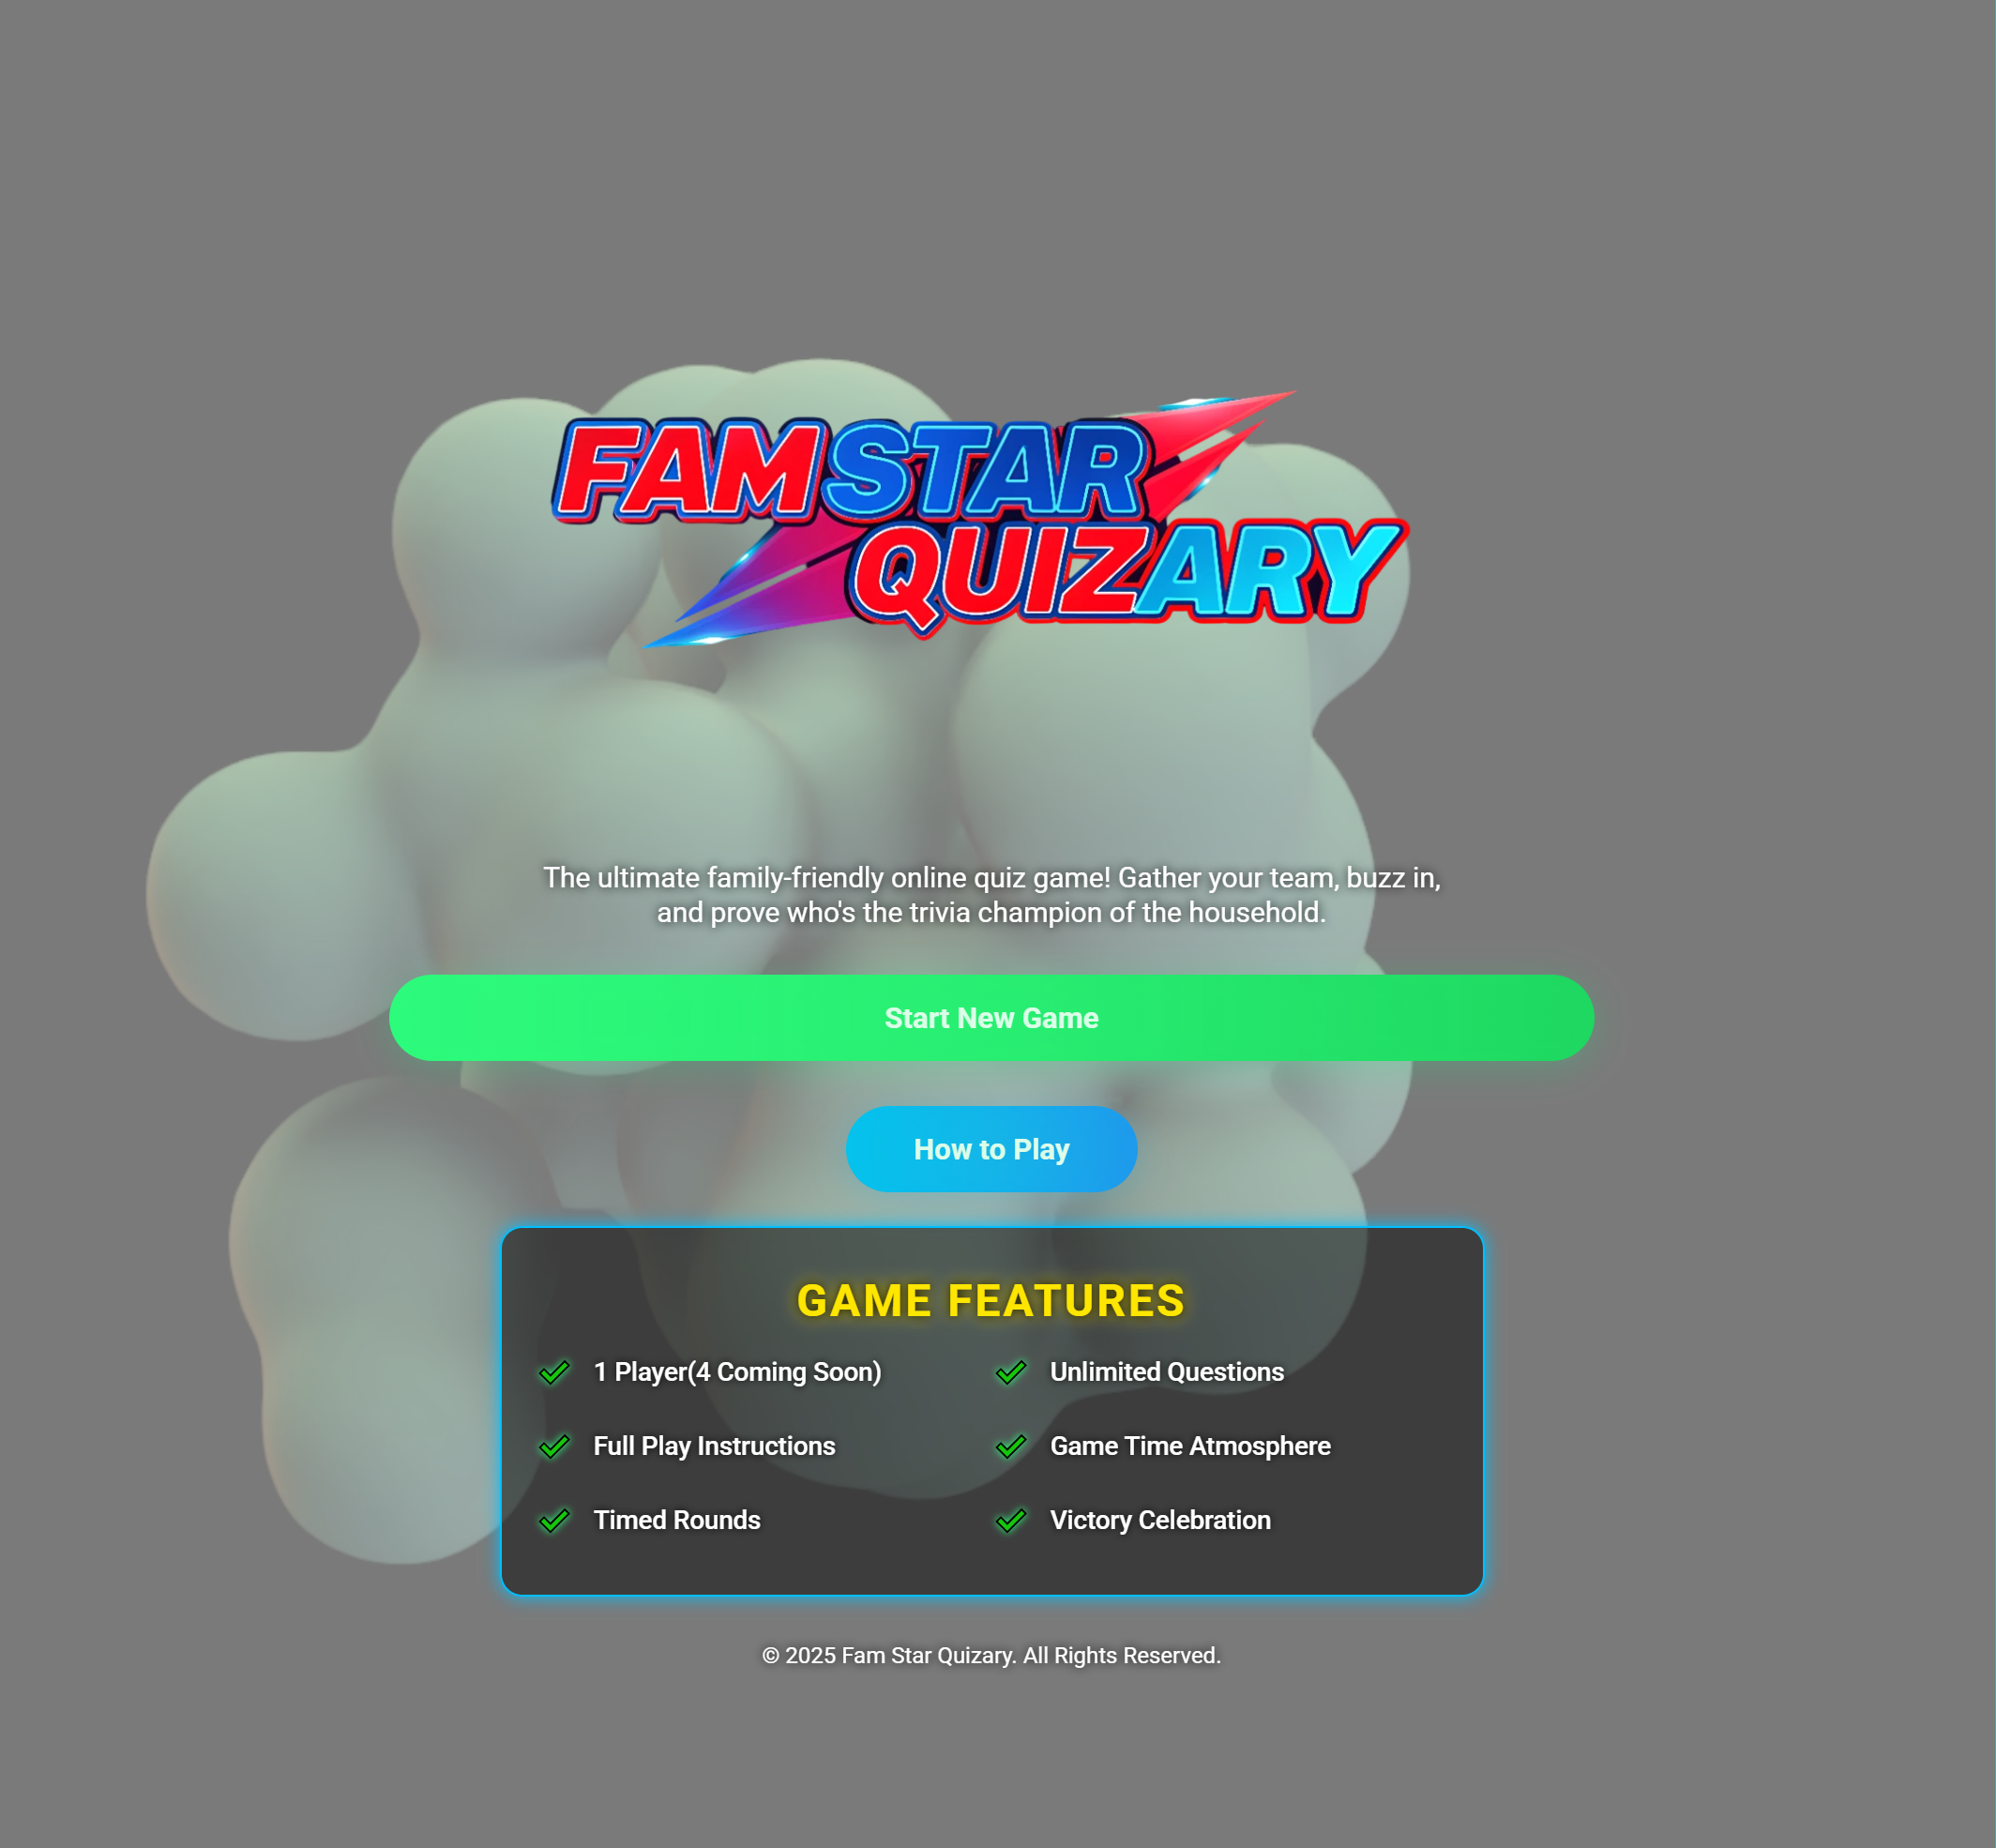 FAM STAR
QUIZARY
The ultimate family-friendly online quiz game! Gather your team, buzz in,
and prove who's the trivia champion of the household.
Start New Game
How to Play
GAME FEATURES
1 Player(4 Coming Soon)
Unlimited Questions
Full Play Instructions
Game Time Atmosphere
Timed Rounds
Victory Celebration
© 2025 Fam Star Quizary. All Rights Reserved.